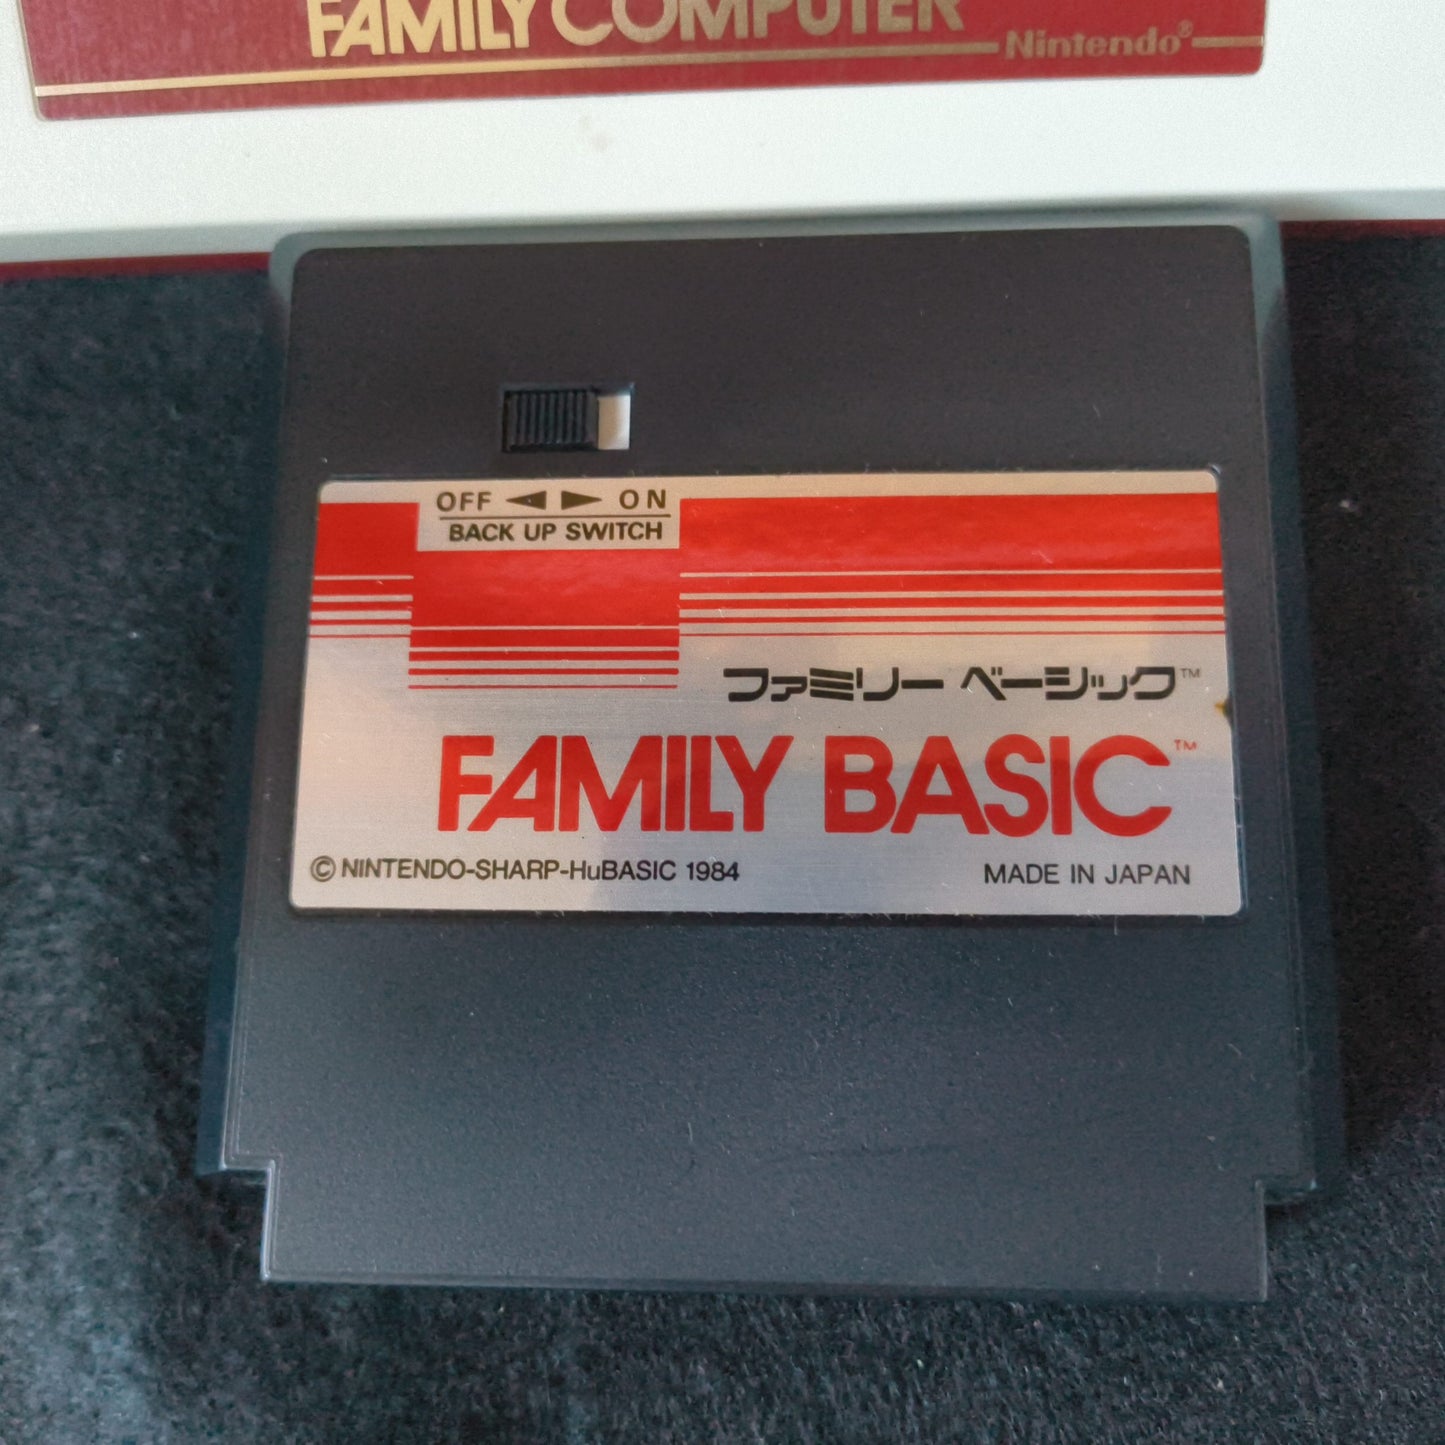 FAMILY COMPUTER
Nintendo®
OFF ◀ ▶ ON
BACK UP SWITCH
ファミリー ベーシック™
FAMILY BASIC™
©NINTENDO-SHARP-HuBASIC 1984
MADE IN JAPAN